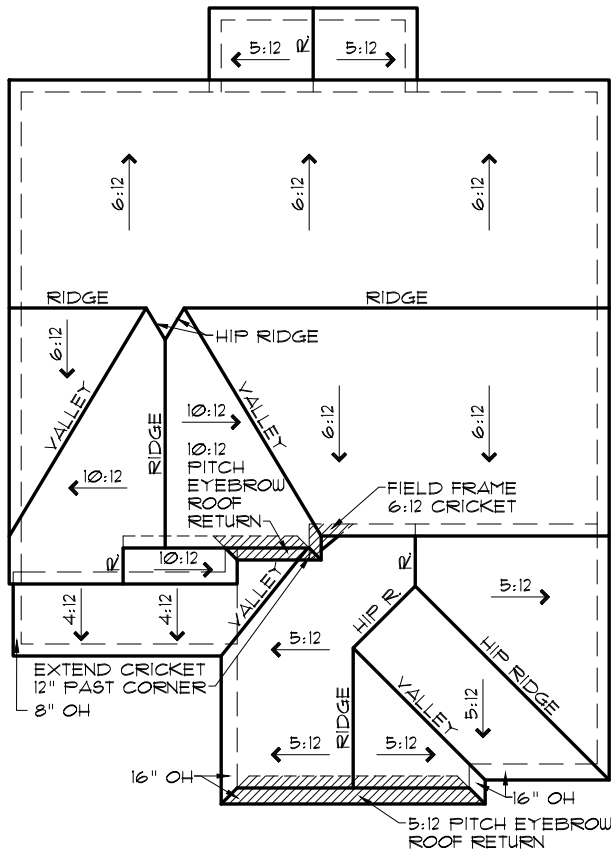 5:12 R. 5:12
6:12 6:12 6:12
RIDGE RIDGE
HIP RIDGE
6:12
VALLEY
RIDGE
10:12
VALLEY
6:12 6:12
10:12
10:12
PITCH
EYEBROW
ROOF
RETURN
FIELD FRAME
6:12 CRICKET
R. 10:12
R.
4:12 4:12
VALLEY
HIP R.
5:12
5:12
EXTEND CRICKET
12" PAST CORNER
8" OH
RIDGE
VALLEY
5:12
HIP RIDGE
5:12 5:12
16" OH
16" OH
5:12 PITCH EYEBROW
ROOF RETURN